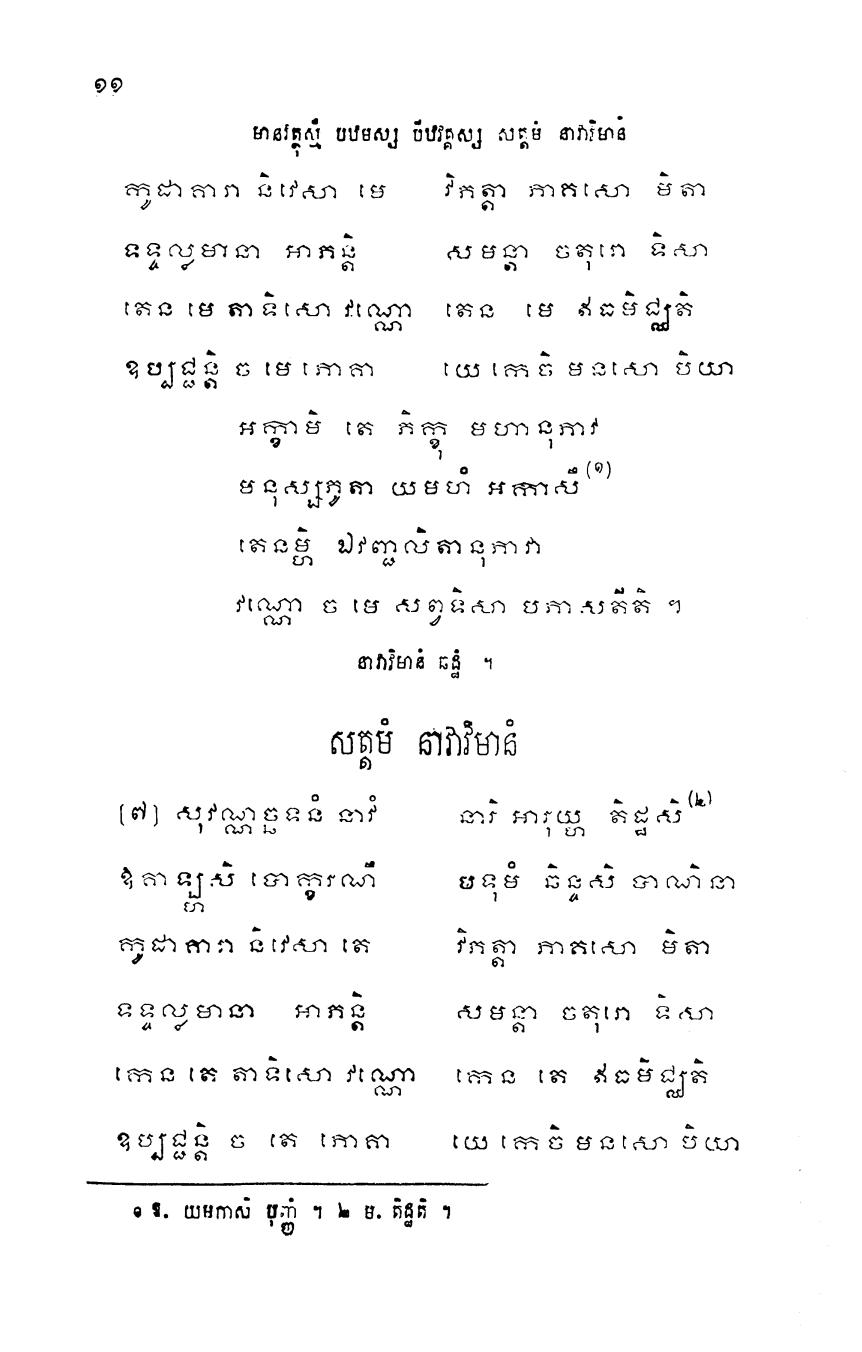 ១១
មានវត្ថុស្មឹ បឋមស្ស បីឋវគ្គស្ស សត្តមំ នាវាវិមានំ
កូដាគារា និវេសា មេ វិភត្តា ភាគសោ មិតា
ទទ្ទល្លមានា អាភន្តិ សមន្តា ចតុរោ ទិសា
តេន មេ តាទិសោ វណ្ណោ តេន មេ ឥធមិជ្ឈតិ
ឧប្បជ្ជន្តិ ច មេ ភោគា យេ កេចិ មនសោ បិយា
អក្ខាមិ តេ ភិក្ខុ មហានុភាវ
មនុស្សភូតា យមហំ អកាសឹ (១)
តេនម្ហិ ឯវញ្ជលិតានុភាវា
វណ្ណោ ច មេ សព្វទិសា បភាសតីតិ ។
នាវាវិមានំ ឆដ្ឋំ ។
សត្តមំ នាវាវិមានំ
(៧) សុវណ្ណច្ឆទនំ នាវំ នារិ អារុយ្ហ តិដ្ឋសិ (២)
ឱគាឡ្ហសិ បោក្ខរណឹ បទុមំ ឆិន្ទសិ បាណិនា
កូដាគារា និវេសា តេ វិភត្តា ភាគសោ មិតា
ទទ្ទល្លមានា អាភន្តិ សមន្តា ចតុរោ ទិសា
កេន តេ តាទិសោ វណ្ណោ កេន តេ ឥធមិជ្ឈតិ
ឧប្បជ្ជន្តិ ច តេ ភោគា យេ កេចិ មនសោ បិយា
១ ឱ. យមកាសិ បុញ្ញំ ។ ២ ម. តិដ្ឋតិ ។